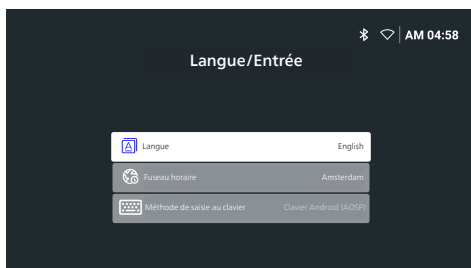 AM 04:58
Langue/Entrée
Langue English
Fuseau horaire Amsterdam
Méthode de saisie au clavier Clavier Android (AOSP)